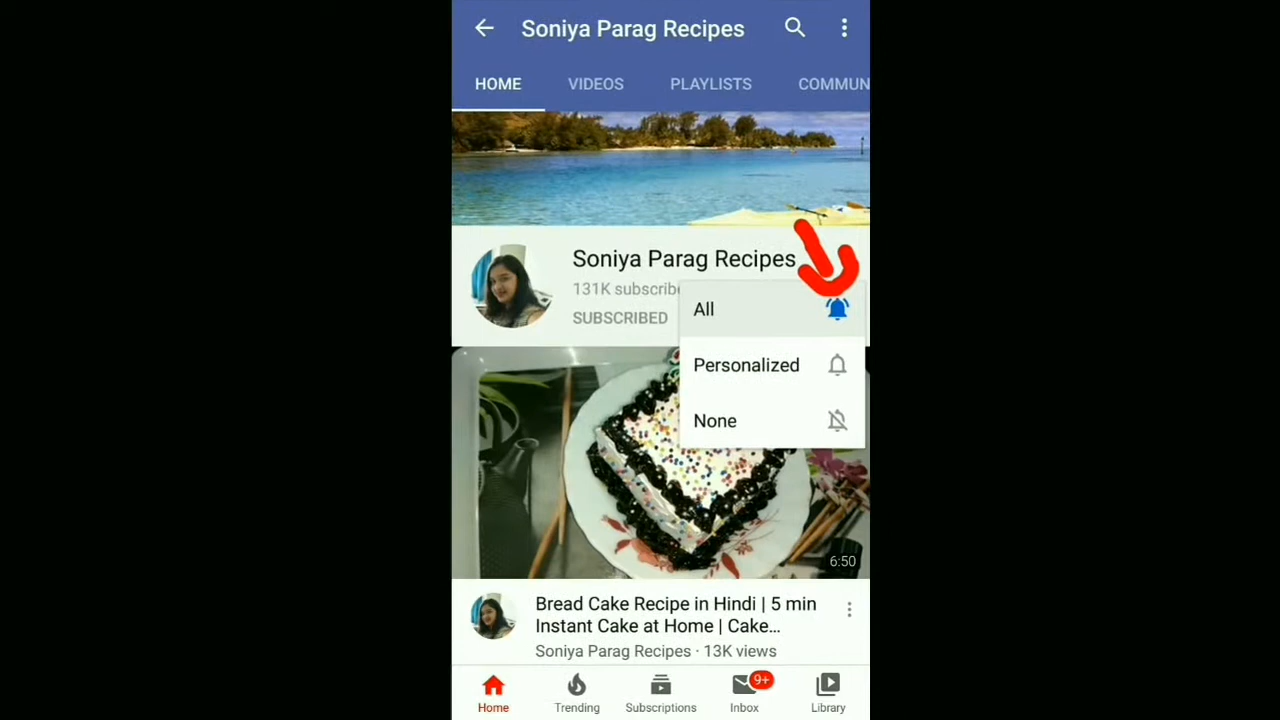 Soniya Parag Recipes
HOME VIDEOS PLAYLISTS COMMUN
Soniya Parag Recipes
131K subscribe
SUBSCRIBED
All
Personalized
None
6:50
Bread Cake Recipe in Hindi | 5 min
Instant Cake at Home | Cake...
Soniya Parag Recipes · 13K views
9+
Home Trending Subscriptions Inbox Library